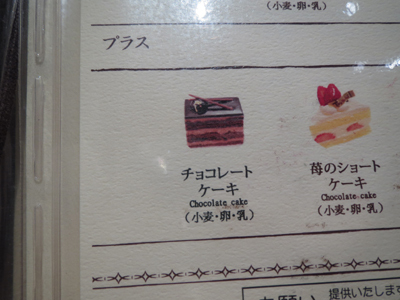 (小麦・卵・乳)
プラス
チョコレート
ケーキ
Chocolate cake
(小麦・卵・乳)
苺のショート
ケーキ
Chocolate cake
(小麦・卵・乳)
提供いたします